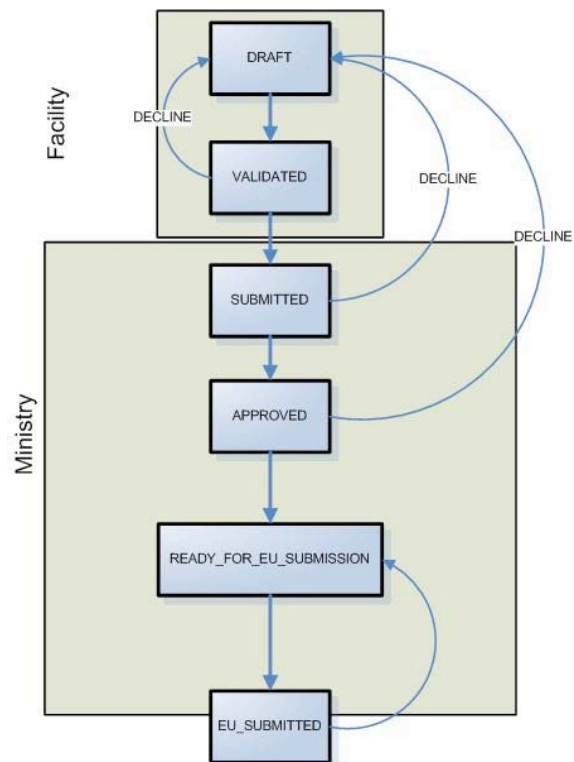 DRAFT
DECLINE
Facility
VALIDATED
DECLINE
DECLINE
SUBMITTED
APPROVED
Ministry
READY_FOR_EU_SUBMISSION
EU_SUBMITTED